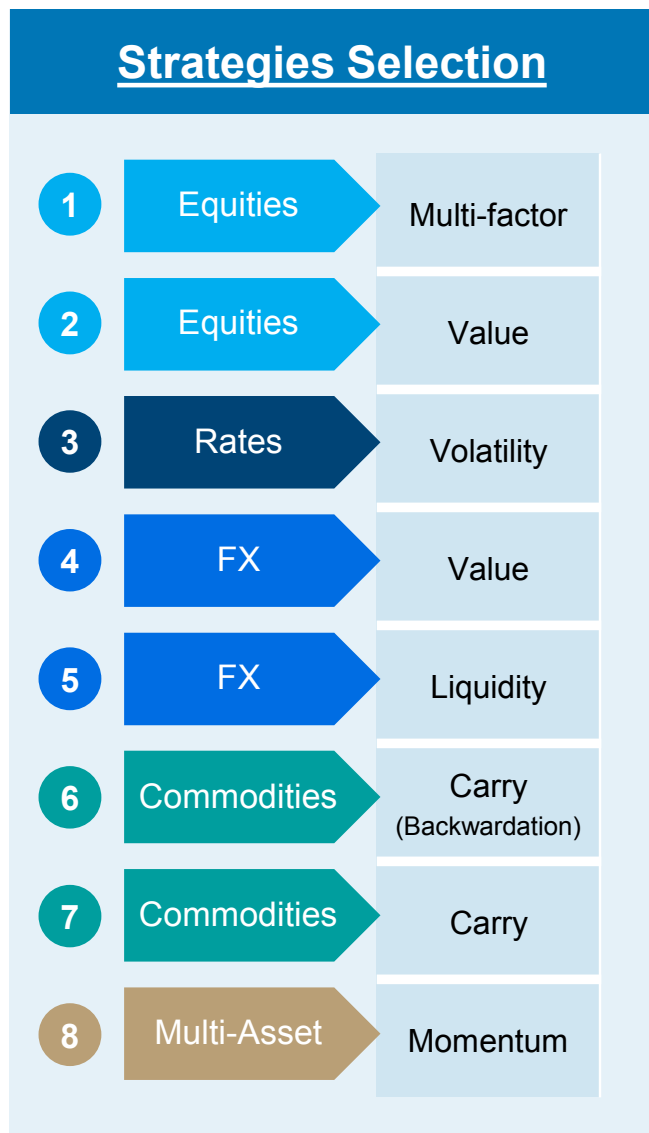 Strategies Selection
1 Equities Multi-factor
2 Equities Value
3 Rates Volatility
4 FX Value
5 FX Liquidity
6 Commodities Carry
(Backwardation)
7 Commodities Carry
8 Multi-Asset Momentum